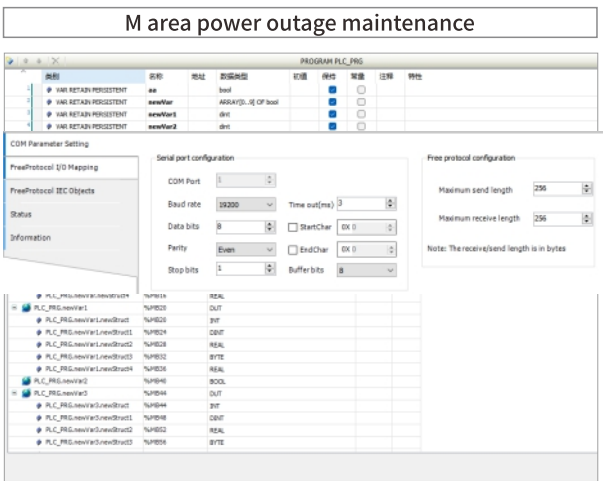 M area power outage maintenance
PROGRAM PLC_PRG
类别 名称 地址 数据类型 初值 保持 常量 注释 特性
1 VAR RETAIN PERSISTENT aa bool
2 VAR RETAIN PERSISTENT newVar ARRAY[0..9] OF bool
3 VAR RETAIN PERSISTENT newVar1 dint
4 VAR RETAIN PERSISTENT newVar2 dint
COM Parameter Setting
FreeProtocol I/O Mapping
FreeProtocol IEC Objects
Status
Information
Serial port configuration
COM Port 1
Baud rate 19200 Time out(ms) 3
Data bits 8 StartChar 0X 0
Parity Even EndChar 0X 0
Stop bits 1 Buffer bits 8
Free protocol configuration
Maximum send length 256
Maximum receive length 256
Note: The receive/send length is in bytes
PLC_PRG.newVar.newStruct4 %MB16 REAL
PLC_PRG.newVar1 %MB20 DUT
PLC_PRG.newVar1.newStruct %MB20 INT
PLC_PRG.newVar1.newStruct1 %MB24 DINT
PLC_PRG.newVar1.newStruct2 %MB28 REAL
PLC_PRG.newVar1.newStruct3 %MB32 BYTE
PLC_PRG.newVar1.newStruct4 %MB36 REAL
PLC_PRG.newVar2 %MB40 BOOL
PLC_PRG.newVar3 %MB44 DUT
PLC_PRG.newVar3.newStruct %MB44 INT
PLC_PRG.newVar3.newStruct1 %MB48 DINT
PLC_PRG.newVar3.newStruct2 %MB52 REAL
PLC_PRG.newVar3.newStruct3 %MB56 BYTE